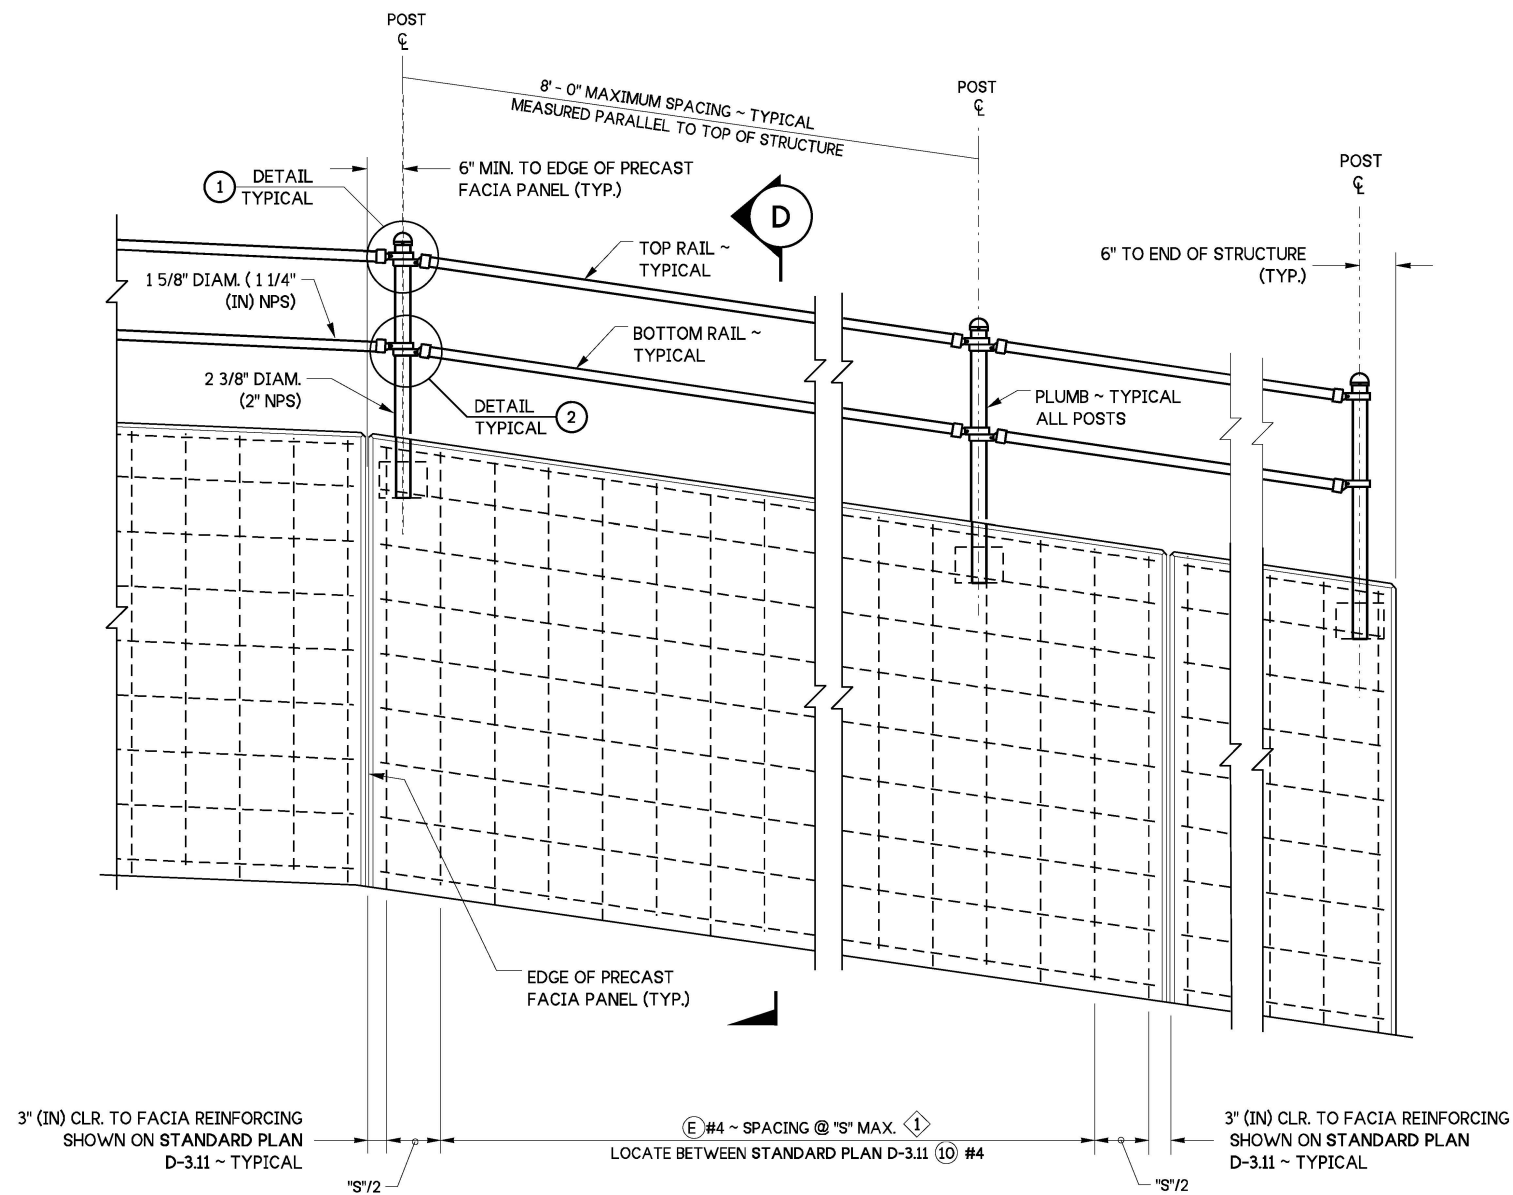 POST
℄
8' - 0" MAXIMUM SPACING ~ TYPICAL
MEASURED PARALLEL TO TOP OF STRUCTURE
POST
℄
POST
℄
1
DETAIL
TYPICAL
6" MIN. TO EDGE OF PRECAST
FACIA PANEL (TYP.)
D
TOP RAIL ~
TYPICAL
6" TO END OF STRUCTURE
(TYP.)
1 5/8" DIAM. ( 1 1/4"
(IN) NPS)
BOTTOM RAIL ~
TYPICAL
2 3/8" DIAM.
(2" NPS)
DETAIL
TYPICAL
2
PLUMB ~ TYPICAL
ALL POSTS
EDGE OF PRECAST
FACIA PANEL (TYP.)
3" (IN) CLR. TO FACIA REINFORCING
SHOWN ON STANDARD PLAN
D-3.11 ~ TYPICAL
"S"/2
E #4 ~ SPACING @ "S" MAX. 1
LOCATE BETWEEN STANDARD PLAN D-3.11 10 #4
"S"/2
3" (IN) CLR. TO FACIA REINFORCING
SHOWN ON STANDARD PLAN
D-3.11 ~ TYPICAL